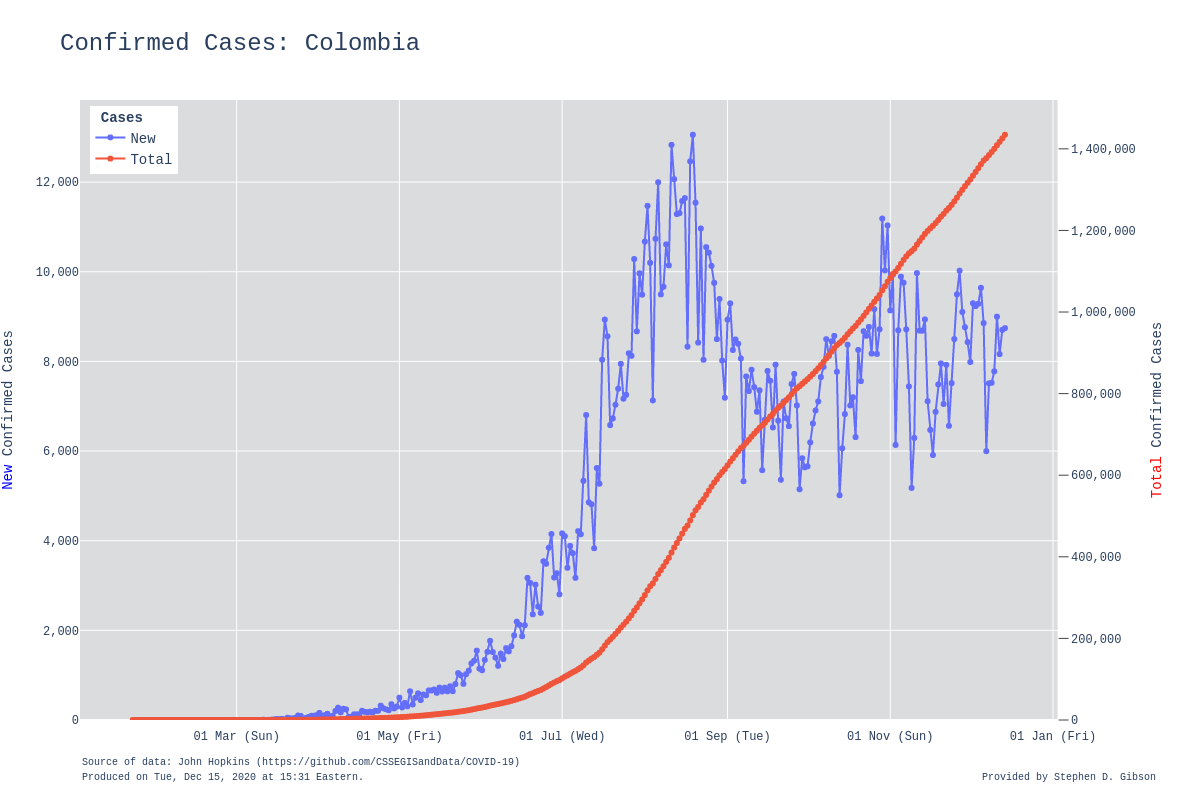 Confirmed Cases: Colombia
Cases
New
Total
12,000
10,000
8,000
6,000
4,000
2,000
0
New Confirmed Cases
1,400,000
1,200,000
1,000,000
800,000
600,000
400,000
200,000
0
Total Confirmed Cases
01 Mar (Sun)
01 May (Fri)
01 Jul (Wed)
01 Sep (Tue)
01 Nov (Sun)
01 Jan (Fri)
Source of data: John Hopkins (https://github.com/CSSEGISandData/COVID-19)
Produced on Tue, Dec 15, 2020 at 15:31 Eastern.
Provided by Stephen D. Gibson